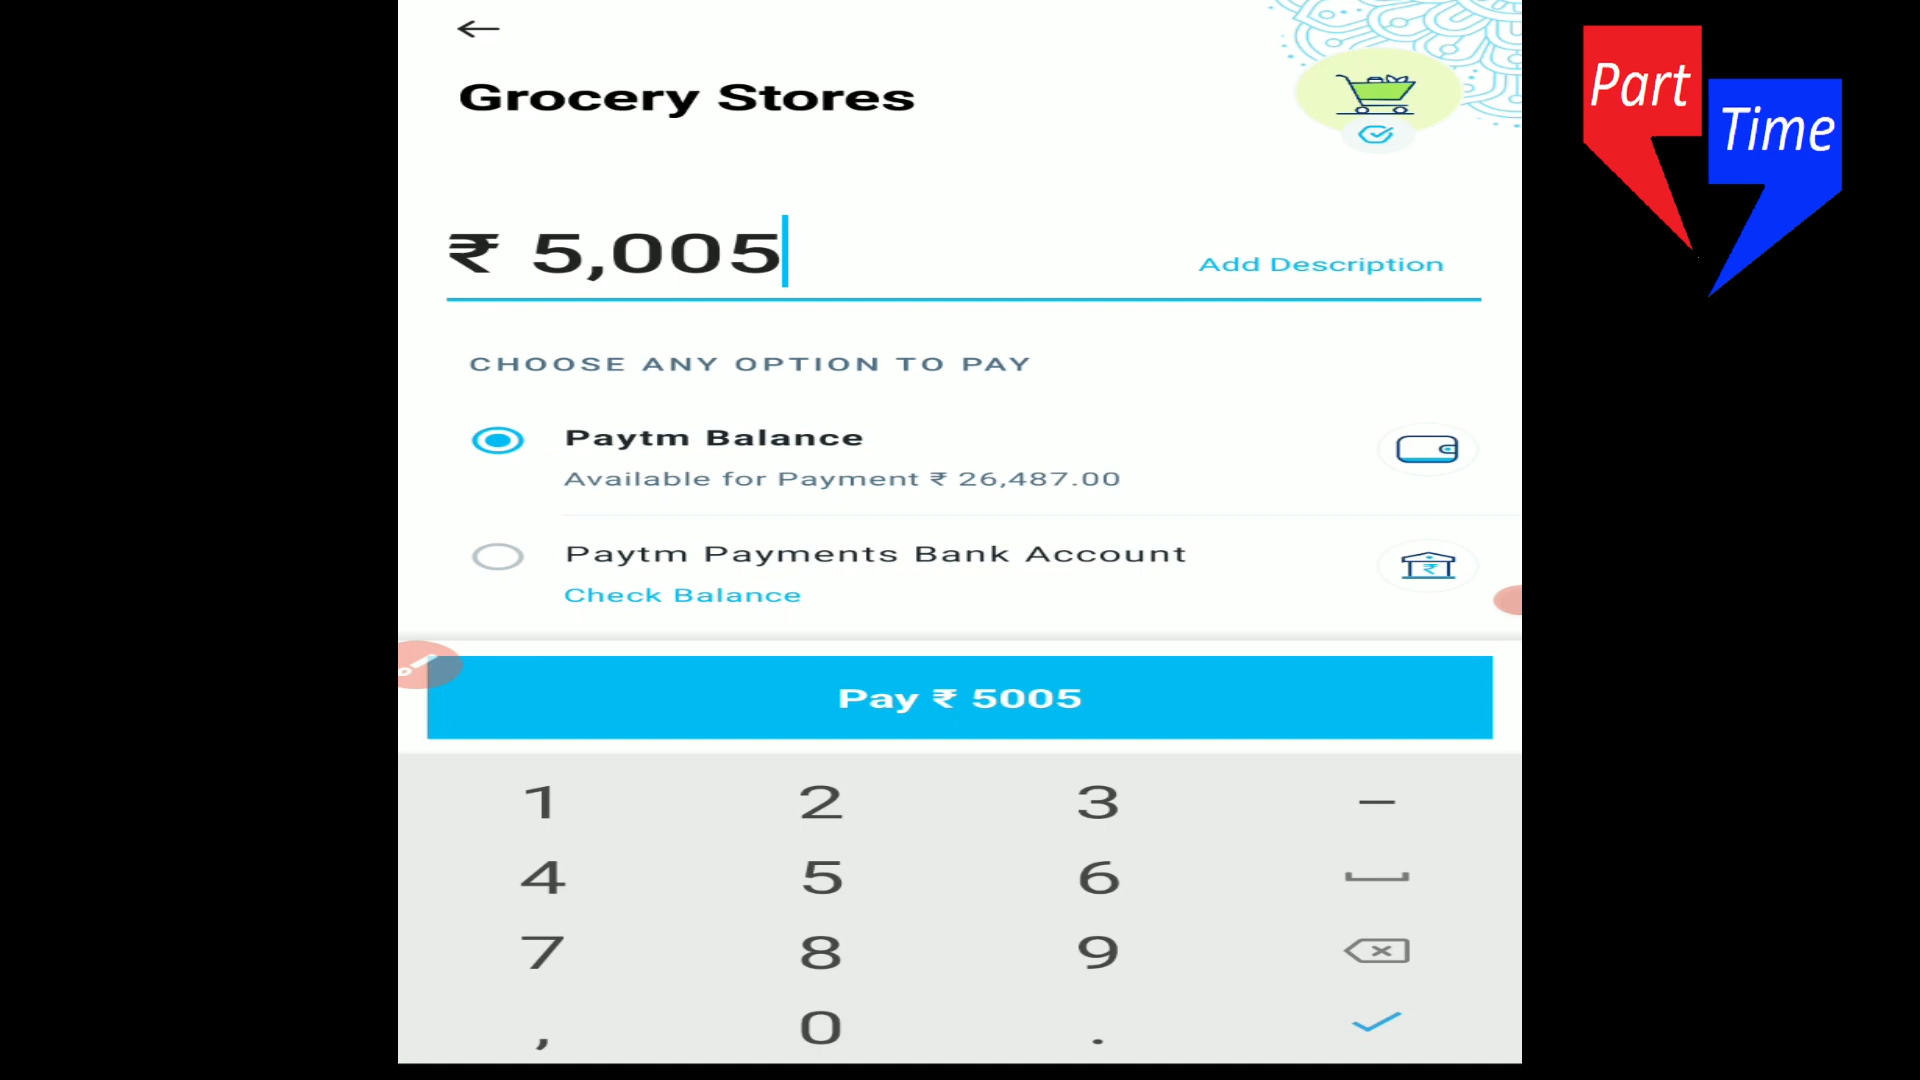 Grocery Stores
₹ 5,005
Add Description
CHOOSE ANY OPTION TO PAY
Paytm Balance
Available for Payment ₹ 26,487.00
Paytm Payments Bank Account
₹
Check Balance
Pay ₹ 5005
1 2 3 -
4 5 6
7 8 9
, 0 .
Part
Time